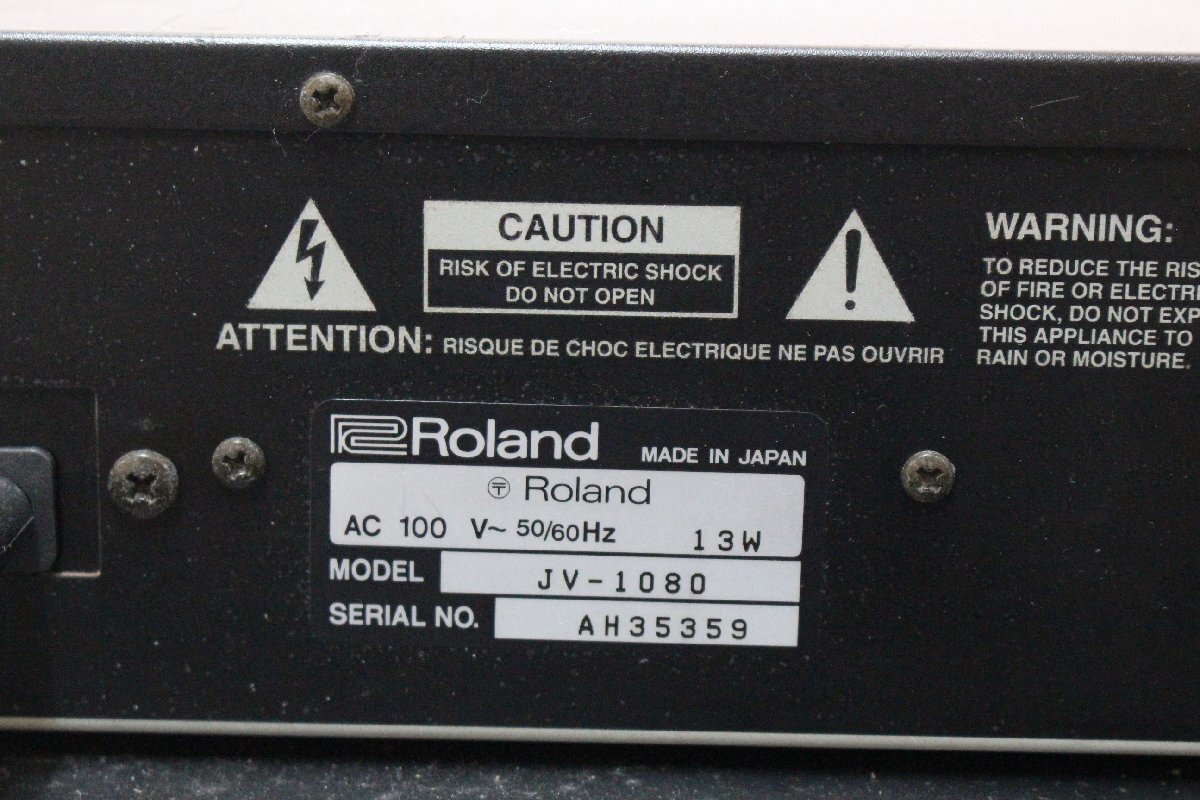 CAUTION
RISK OF ELECTRIC SHOCK
DO NOT OPEN
ATTENTION: RISQUE DE CHOC ELECTRIQUE NE PAS OUVRIR
WARNING:
TO REDUCE THE RIS
OF FIRE OR ELECTRI
SHOCK, DO NOT EXP
THIS APPLIANCE TO
RAIN OR MOISTURE.
Roland MADE IN JAPAN
〒 Roland
AC 100 V~ 50/60Hz 13W
MODEL JV-1080
SERIAL NO. AH35359